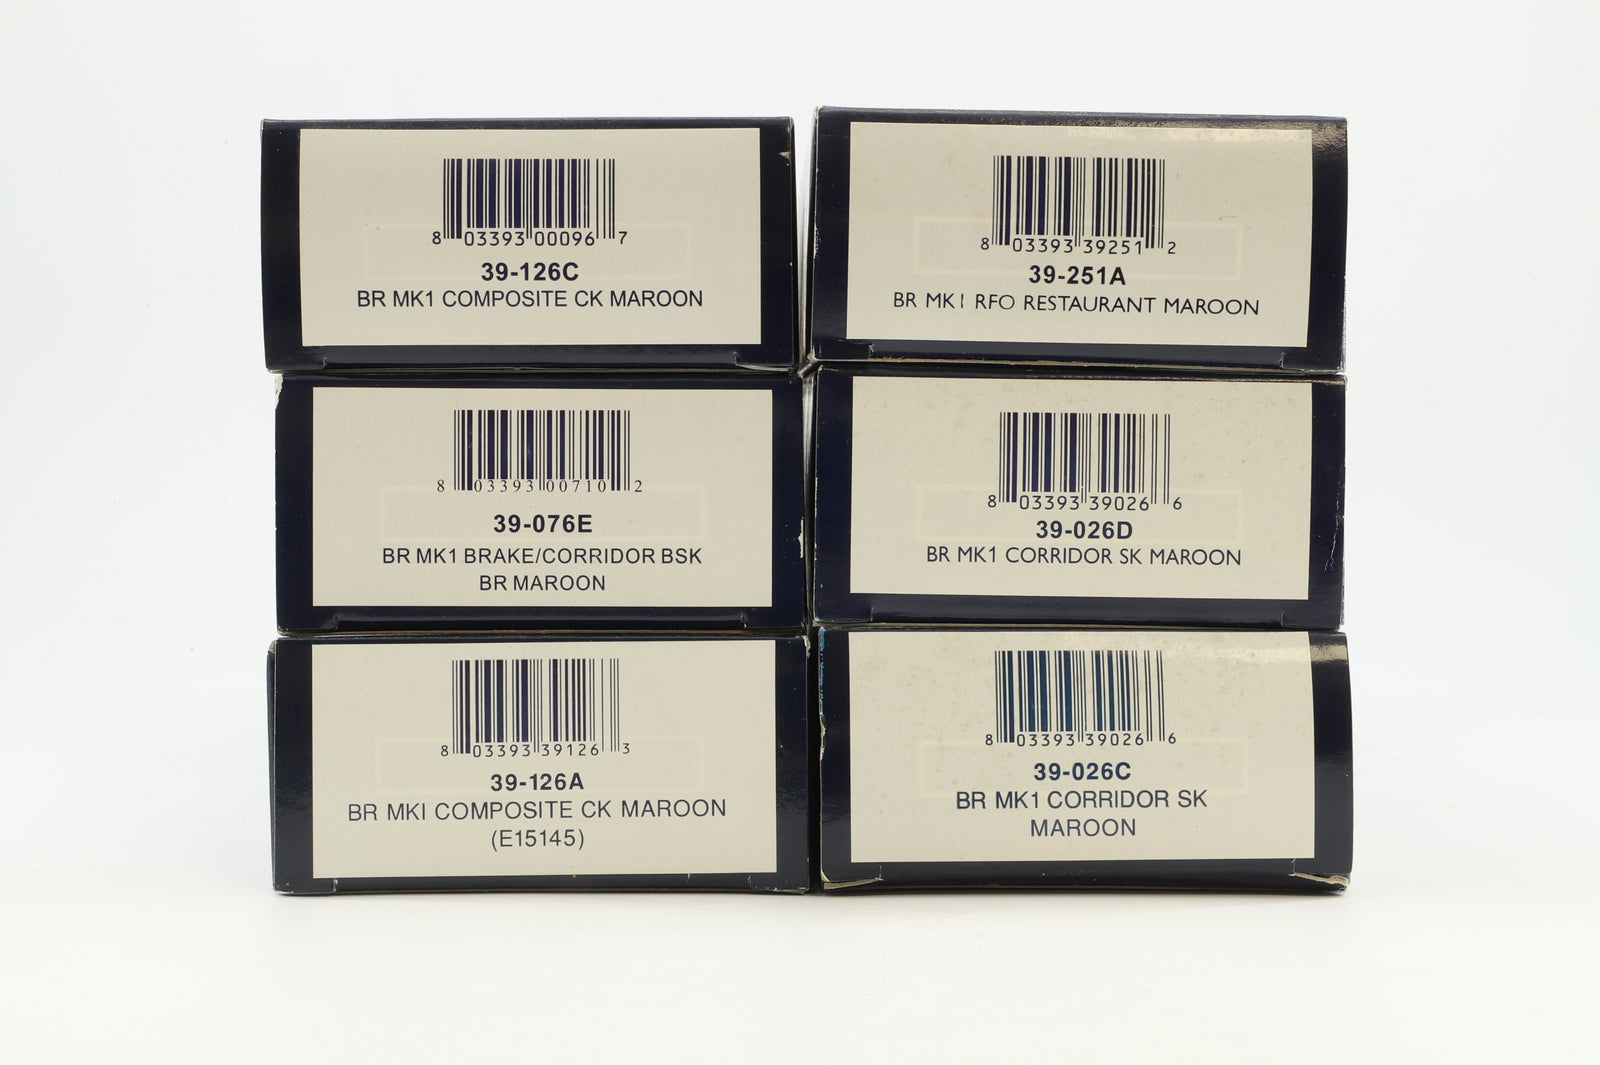 8 03393 00096 7
39-126C
BR MK1 COMPOSITE CK MAROON
8 03393 39251 2
39-251A
BR MK1 RFO RESTAURANT MAROON
8 03393 00710 2
39-076E
BR MK1 BRAKE/CORRIDOR BSK
BR MAROON
8 03393 39026 6
39-026D
BR MK1 CORRIDOR SK MAROON
8 03393 39126 3
39-126A
BR MKI COMPOSITE CK MAROON
(E15145)
8 03393 39026 6
39-026C
BR MK1 CORRIDOR SK
MAROON